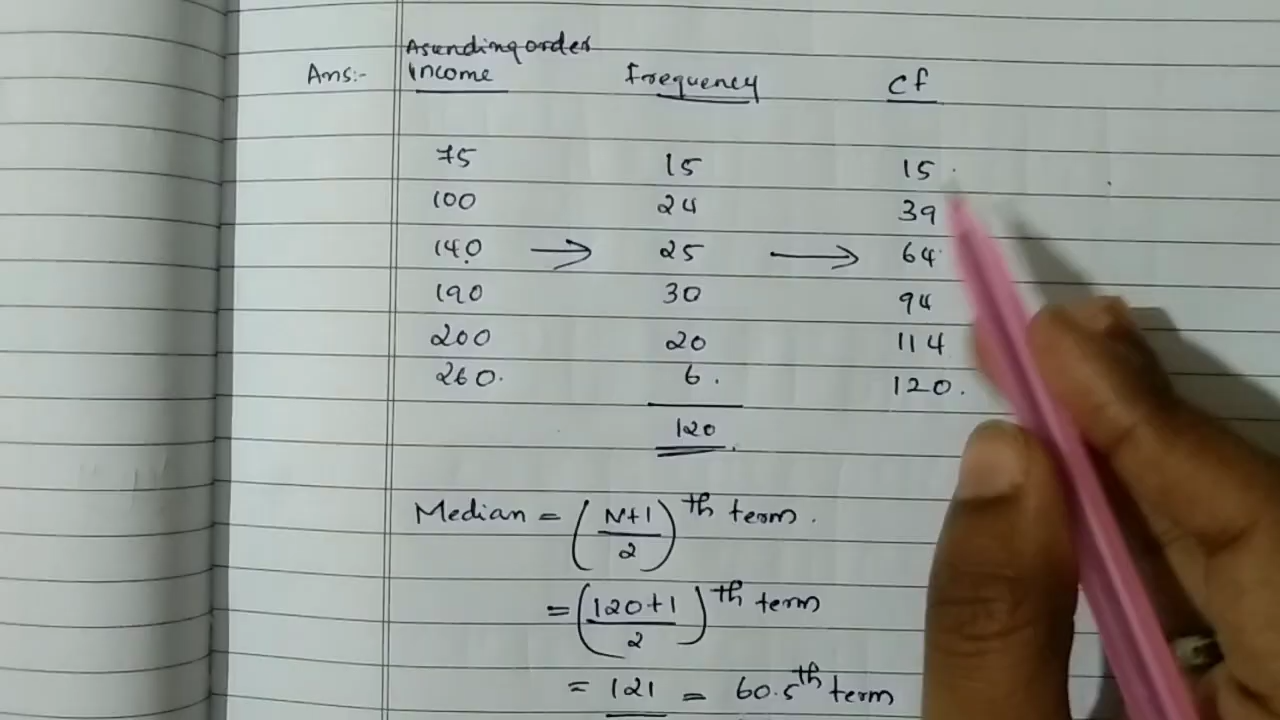 Asending order
Ans:- Income Frequency Cf
75 15 15.
100 24 39
140 → 25 → 64
190 30 94
200 20 114
260. 6. 120.
120
Median = (N+1/2)th term.
= (120+1/2)th term
= 121 = 60.5th term